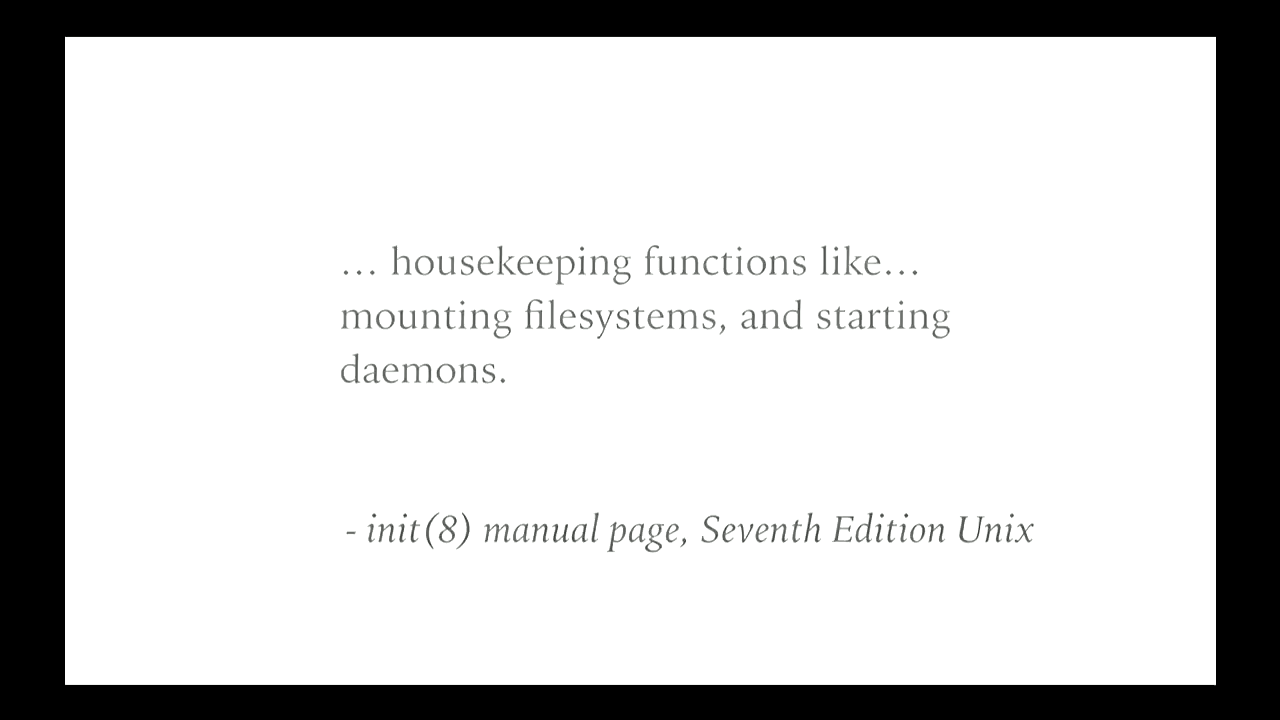 … housekeeping functions like…
mounting filesystems, and starting
daemons.
- init(8) manual page, Seventh Edition Unix